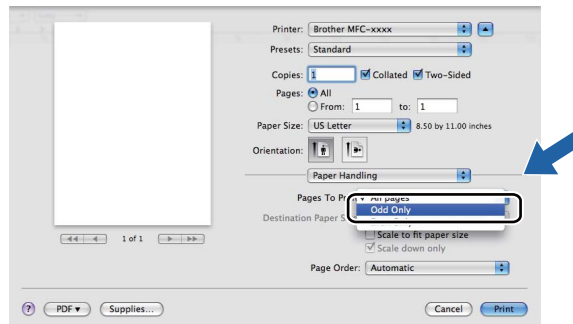 Printer: Brother MFC-xxxx
Presets: Standard
Copies: 1 Collated Two-Sided
Pages: All
From: 1 to: 1
Paper Size: US Letter 8.50 by 11.00 inches
Orientation:
Paper Handling
Pages To Print All pages
Odd Only
Destination Paper
Scale to fit paper size
Scale down only
1 of 1
Page Order: Automatic
? PDF Supplies... Cancel Print